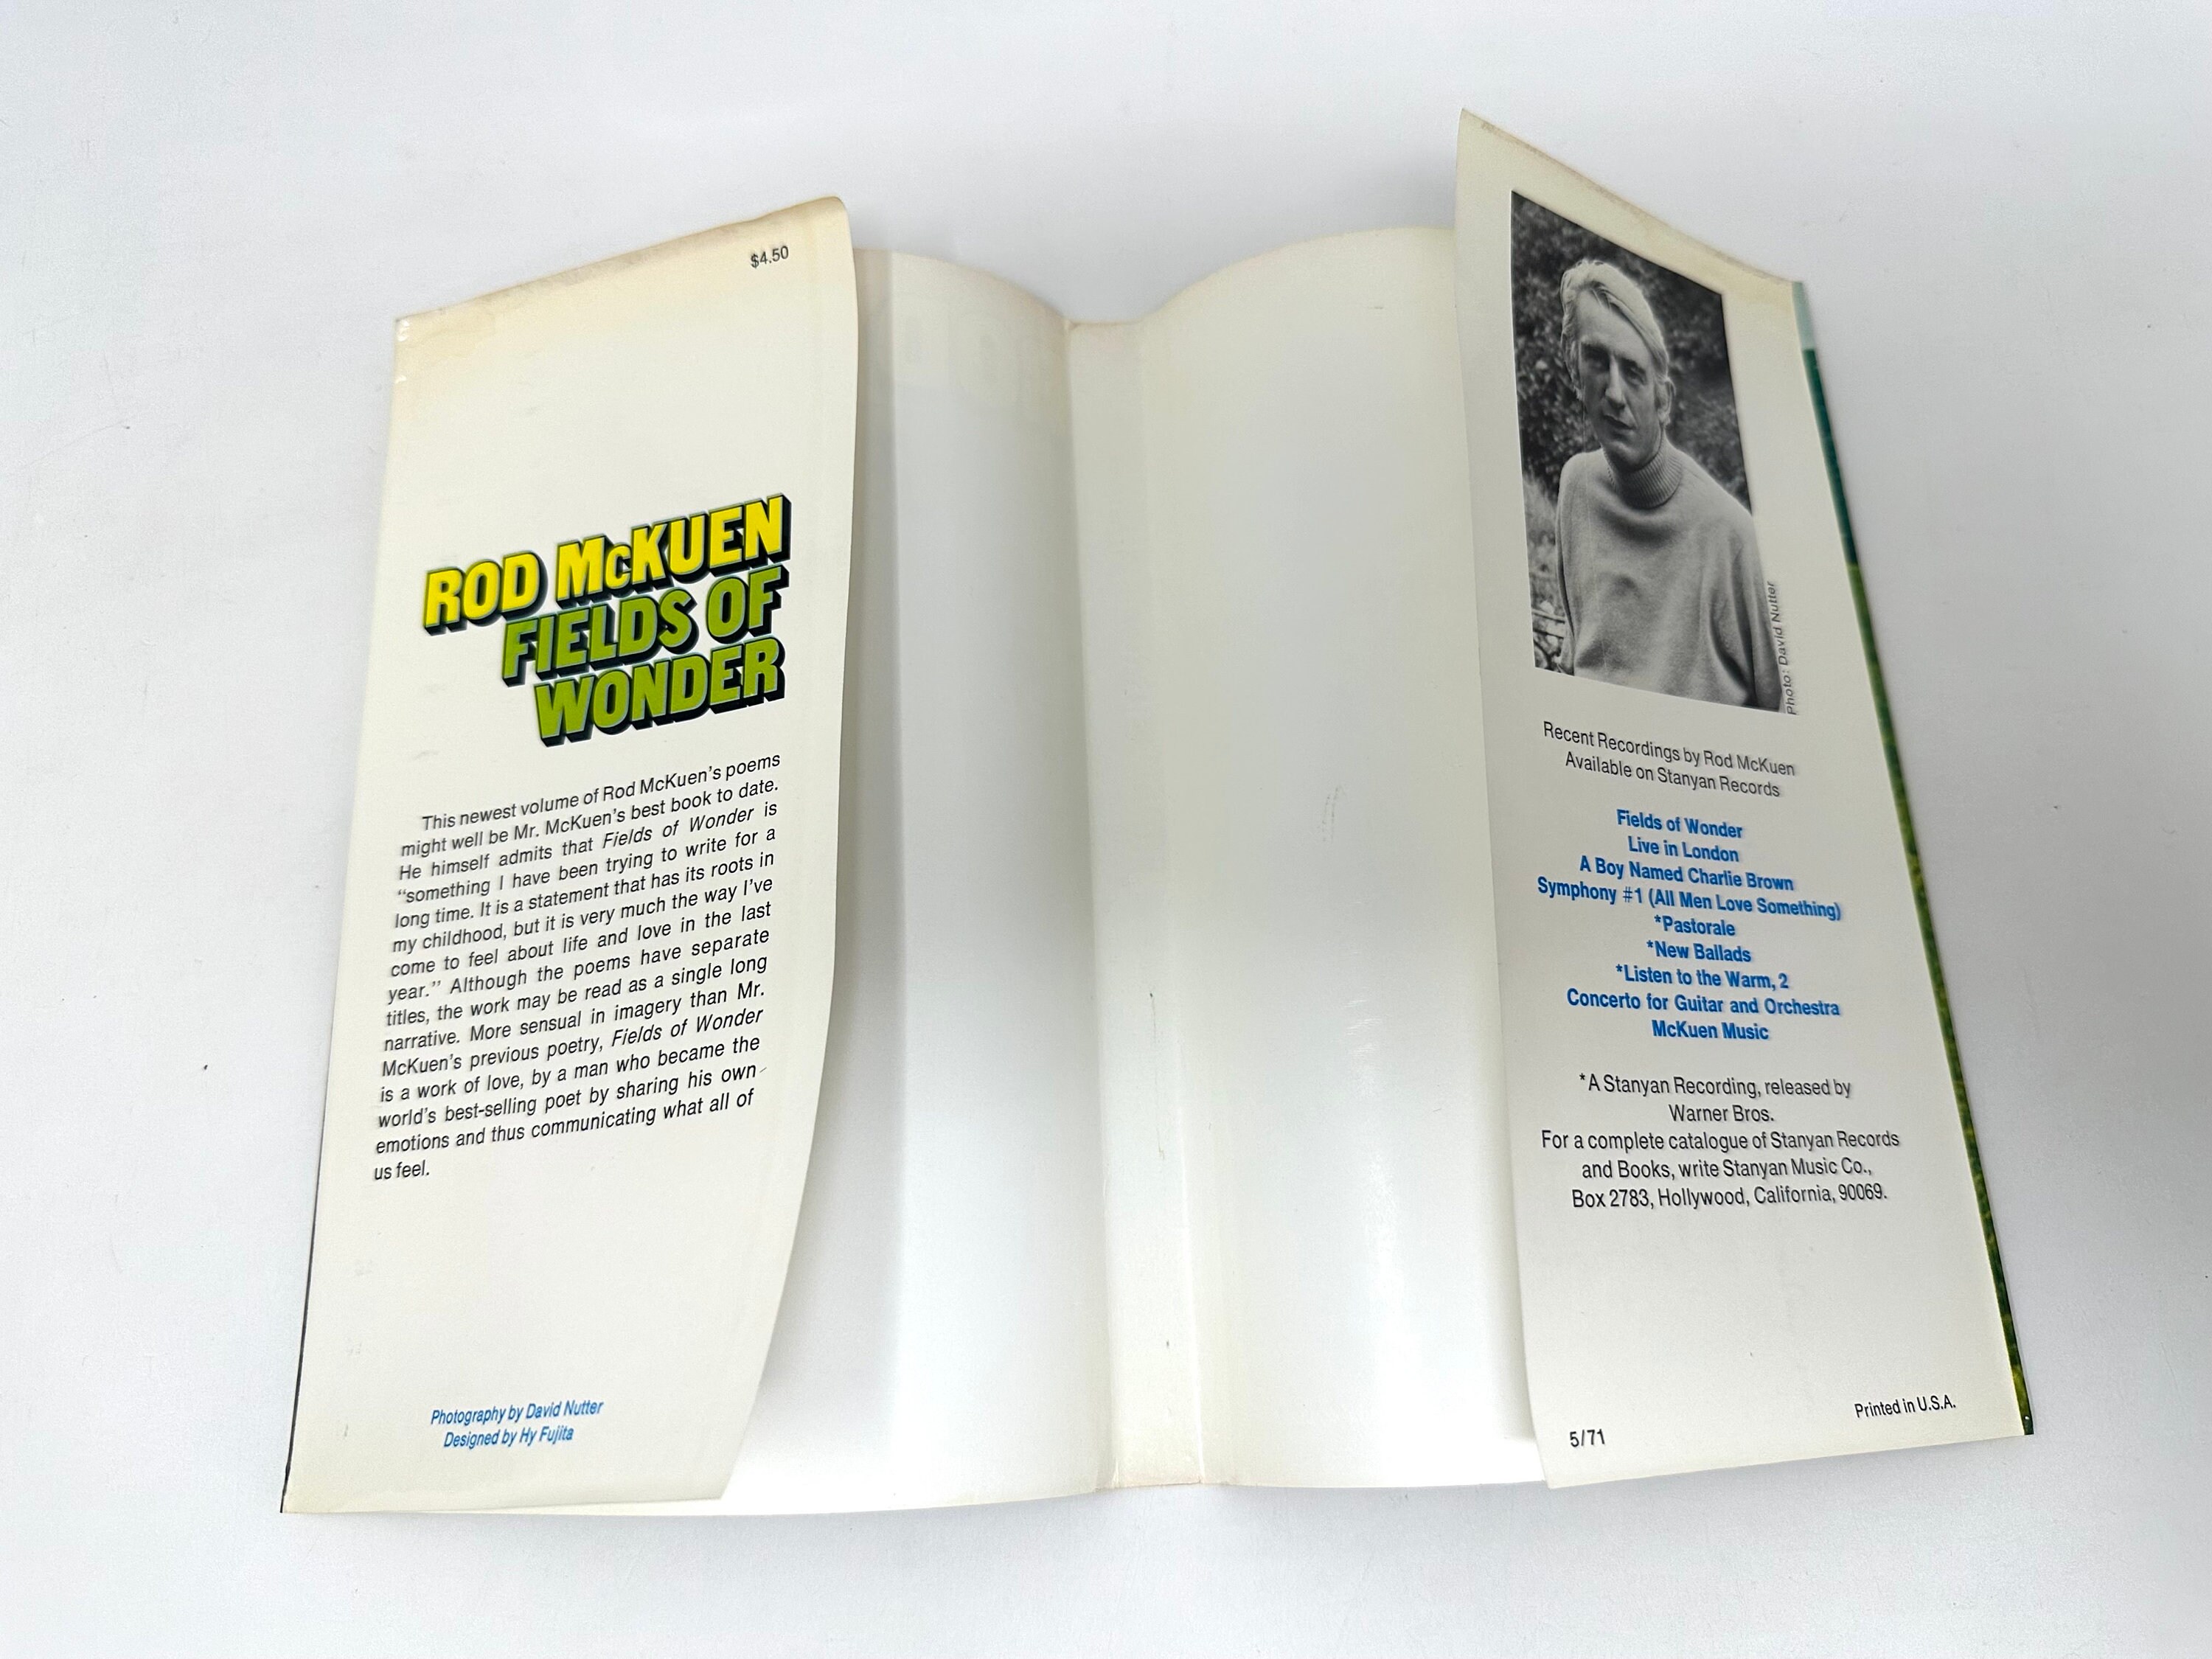 $4.50
ROD McKUEN
FIELDS OF
WONDER
This newest volume of Rod McKuen's poems
might well be Mr. McKuen's best book to date.
He himself admits that Fields of Wonder is
“something I have been trying to write for a
long time. It is a statement that has its roots in
my childhood, but it is very much the way I've
come to feel about life and love in the last
year.” Although the poems have separate
titles, the work may be read as a single long
narrative. More sensual in imagery than Mr.
McKuen's previous poetry, Fields of Wonder
is a work of love, by a man who became the
world's best-selling poet by sharing his own
emotions and thus communicating what all of
us feel.
Photography by David Nutter
Designed by Hy Fujita
Photo: David Nutter
Recent Recordings by Rod McKuen
Available on Stanyan Records
Fields of Wonder
Live in London
A Boy Named Charlie Brown
Symphony #1 (All Men Love Something)
*Pastorale
*New Ballads
*Listen to the Warm, 2
Concerto for Guitar and Orchestra
McKuen Music
*A Stanyan Recording, released by
Warner Bros.
For a complete catalogue of Stanyan Records
and Books, write Stanyan Music Co.,
Box 2783, Hollywood, California, 90069.
5/71
Printed in U.S.A.